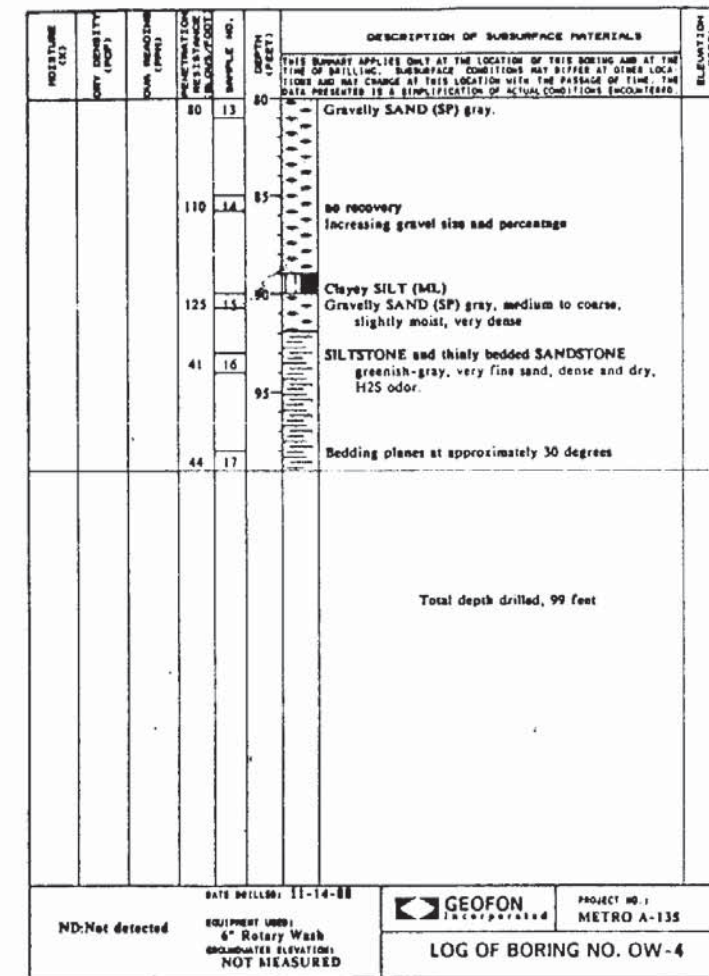 MOISTURE (%)
DRY DENSITY (PCF)
OVA READING (PPM)
PENETRATION RESISTANCE BLOWS/FOOT
SAMPLE NO.
DEPTH (FEET)
DESCRIPTION OF SUBSURFACE MATERIALS
ELEVATION
THIS SUMMARY APPLIES ONLY AT THE LOCATION OF THIS BORING AND AT THE
TIME OF DRILLING. SUBSURFACE CONDITIONS MAY DIFFER AT OTHER LOCA-
TIONS AND MAY CHANGE AT THIS LOCATION WITH THE PASSAGE OF TIME. THE
DATA PRESENTED IS A SIMPLIFICATION OF ACTUAL CONDITIONS ENCOUNTERED.
80
80 13 Gravelly SAND (SP) gray.
85
110 14 no recovery
Increasing gravel size and percentage
Clayey SILT (ML)
90
125 15 Gravelly SAND (SP) gray, medium to coarse,
slightly moist, very dense
SILTSTONE and thinly bedded SANDSTONE
41 16 greenish-gray, very fine sand, dense and dry,
95 H2S odor.
Bedding planes at approximately 30 degrees
44 17
Total depth drilled, 99 feet
ND:Not detected
DATE DRILLED: 11-14-88
EQUIPMENT USED:
6" Rotary Wash
GROUNDWATER ELEVATION:
NOT MEASURED
GEOFON
Incorporated
PROJECT NO.:
METRO A-135
LOG OF BORING NO. OW-4